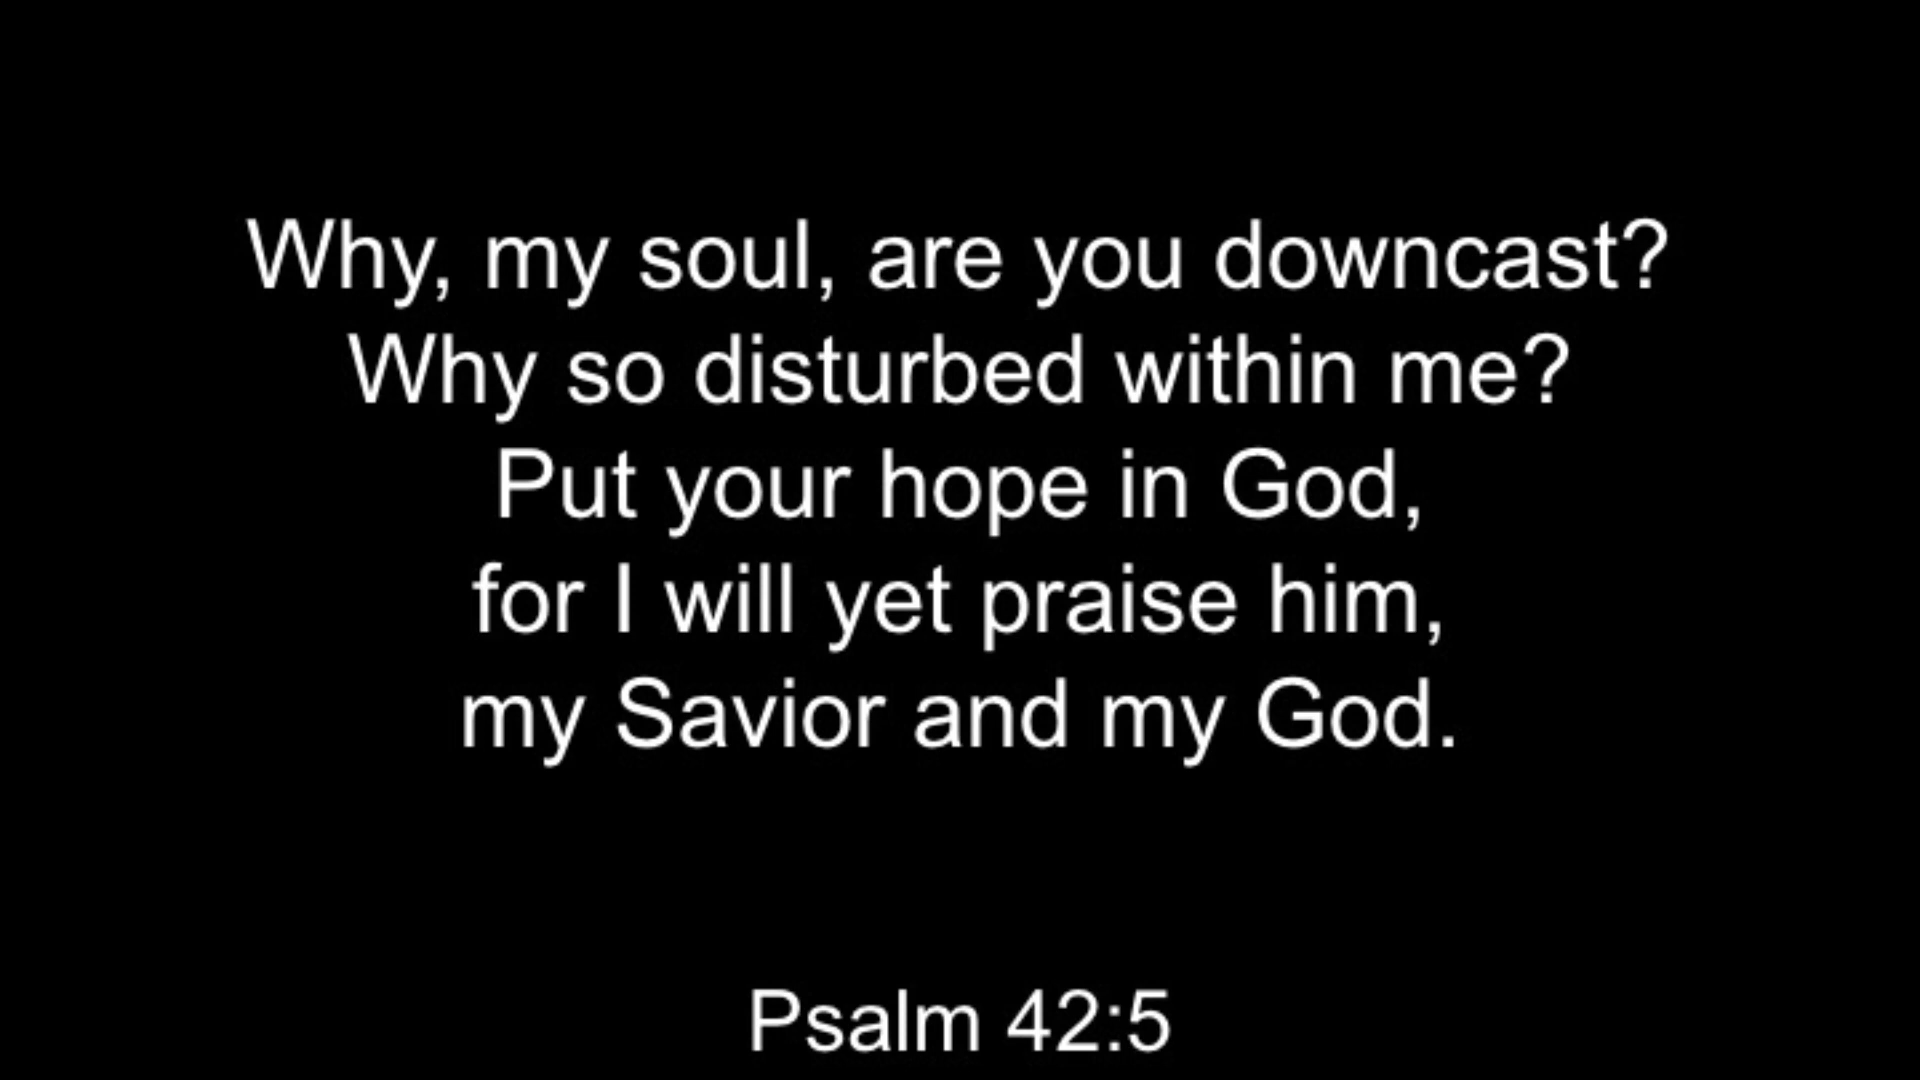 Why, my soul, are you downcast?
Why so disturbed within me?
Put your hope in God,
for I will yet praise him,
my Savior and my God.
Psalm 42:5